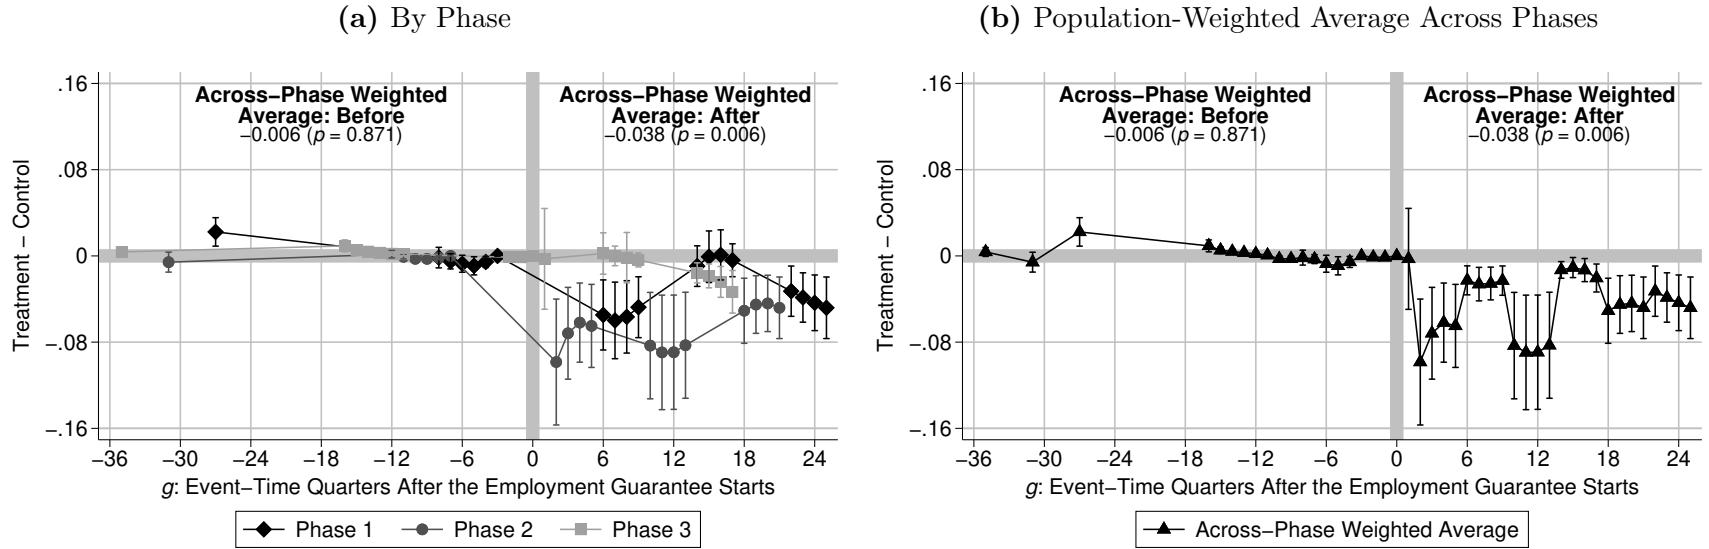 (a) By Phase
.16
.08
0
−.08
−.16
Treatment − Control
Across−Phase Weighted
Average: Before
−0.006 (p = 0.871)
Across−Phase Weighted
Average: After
−0.038 (p = 0.006)
−36 −30 −24 −18 −12 −6 0 6 12 18 24
g: Event−Time Quarters After the Employment Guarantee Starts
Phase 1 Phase 2 Phase 3
(b) Population-Weighted Average Across Phases
.16
.08
0
−.08
−.16
Treatment − Control
Across−Phase Weighted
Average: Before
−0.006 (p = 0.871)
Across−Phase Weighted
Average: After
−0.038 (p = 0.006)
−36 −30 −24 −18 −12 −6 0 6 12 18 24
g: Event−Time Quarters After the Employment Guarantee Starts
Across−Phase Weighted Average